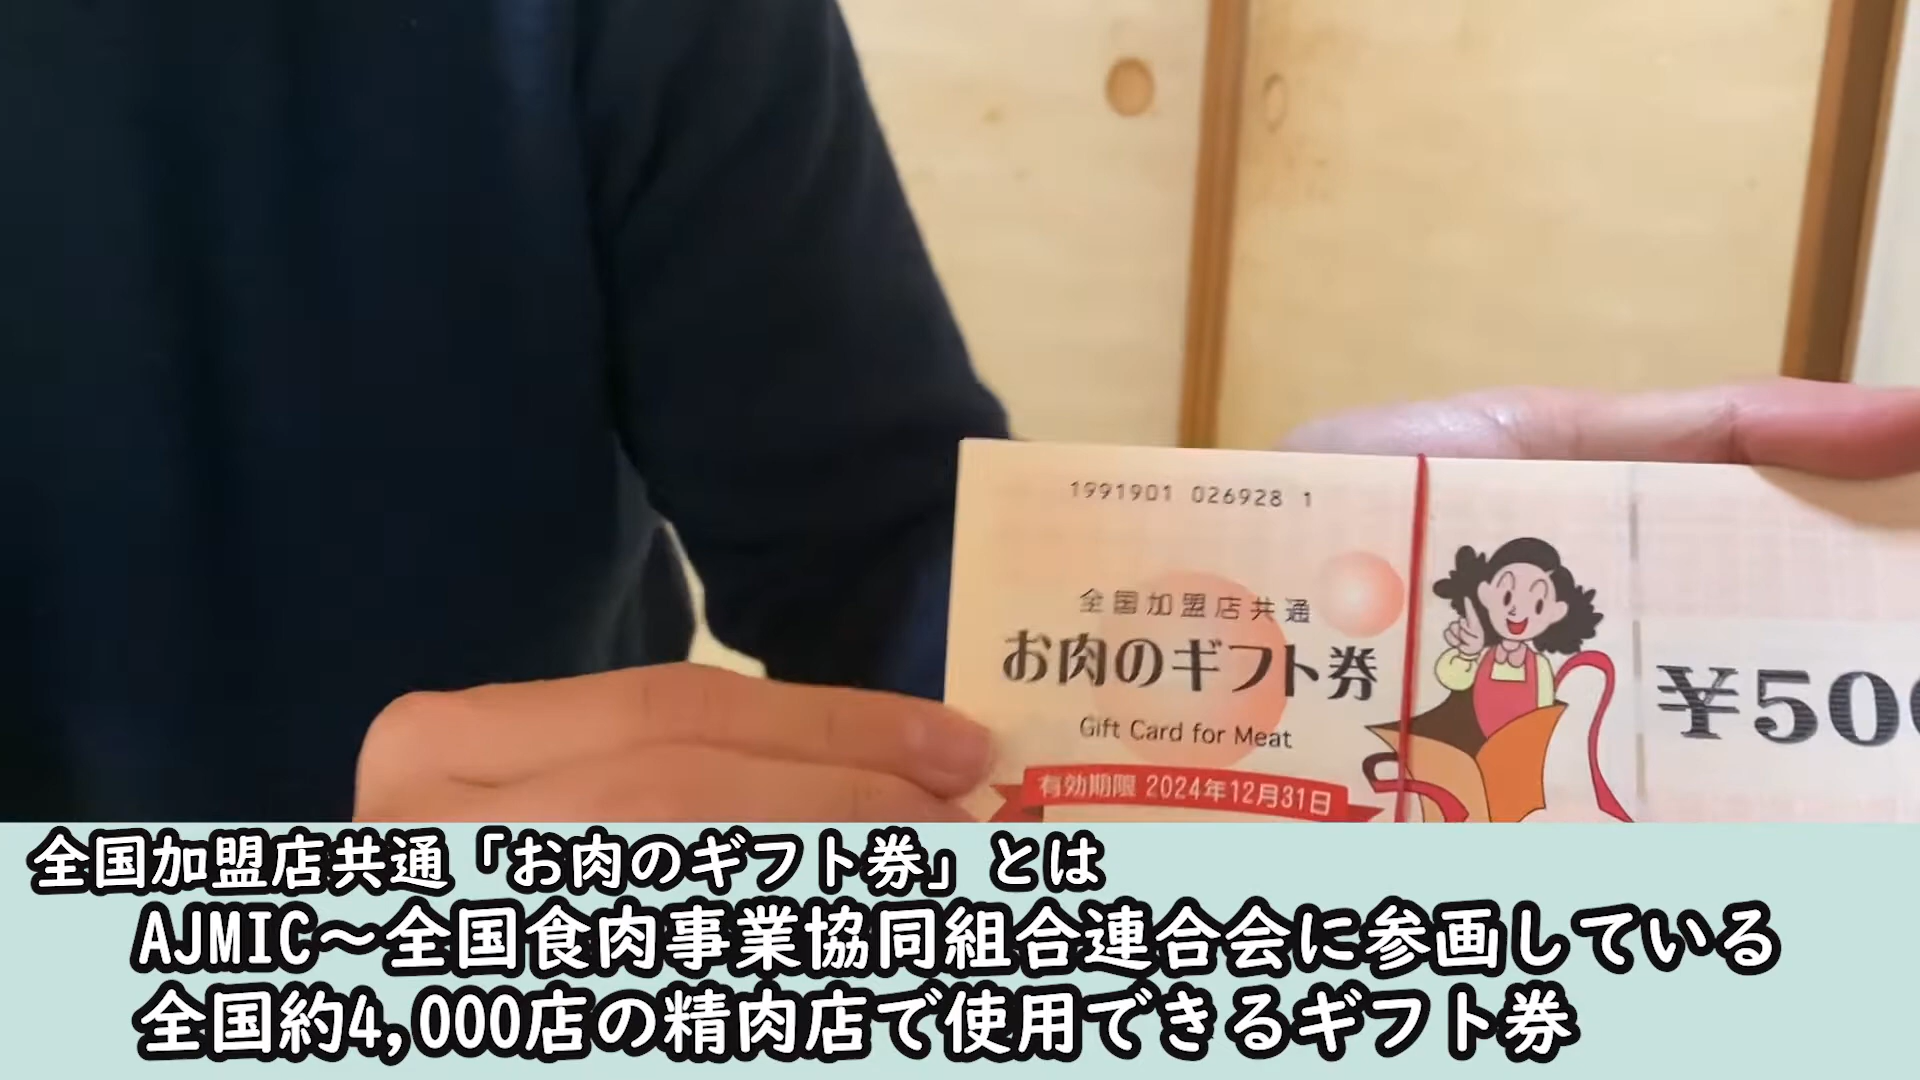 1991901 026928 1
全国加盟店共通
お肉のギフト券
Gift Card for Meat
有効期限 2024年12月31日
¥500
全国加盟店共通「お肉のギフト券」とは
AJMIC～全国食肉事業協同組合連合会に参画している
全国約4,000店の精肉店で使用できるギフト券